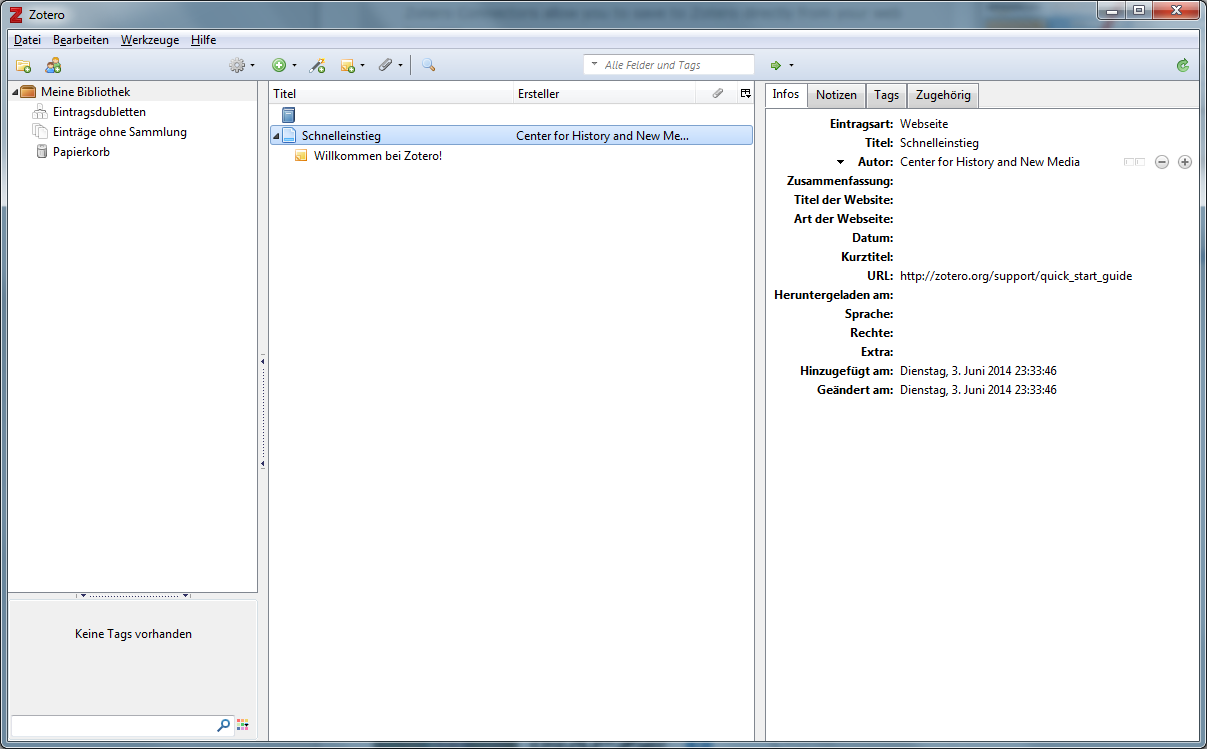 Zotero
Datei Bearbeiten Werkzeuge Hilfe
Alle Felder und Tags
Meine Bibliothek
Eintragsdubletten
Einträge ohne Sammlung
Papierkorb
Keine Tags vorhanden
Titel Ersteller
Schnelleinstieg Center for History and New Me...
Willkommen bei Zotero!
Infos Notizen Tags Zugehörig
Eintragsart: Webseite
Titel: Schnelleinstieg
Autor: Center for History and New Media
Zusammenfassung:
Titel der Website:
Art der Webseite:
Datum:
Kurztitel:
URL: http://zotero.org/support/quick_start_guide
Heruntergeladen am:
Sprache:
Rechte:
Extra:
Hinzugefügt am: Dienstag, 3. Juni 2014 23:33:46
Geändert am: Dienstag, 3. Juni 2014 23:33:46